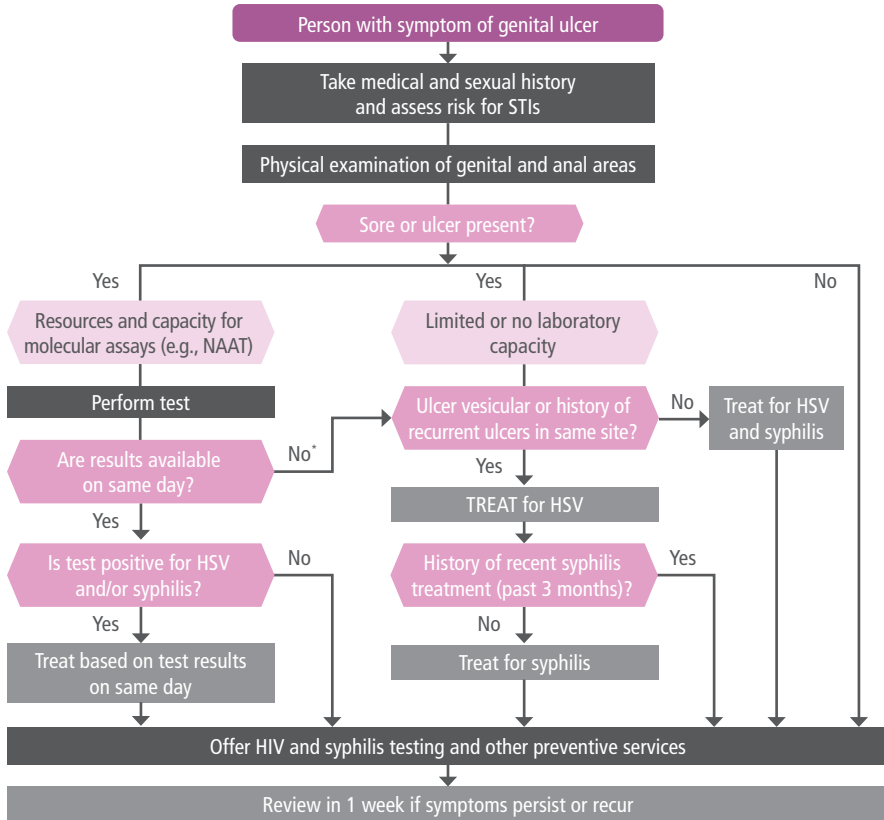 Person with symptom of genital ulcer
Take medical and sexual history
and assess risk for STIs
Physical examination of genital and anal areas
Sore or ulcer present?
Yes
Yes
No
Resources and capacity for
molecular assays (e.g., NAAT)
Limited or no laboratory
capacity
Perform test
Ulcer vesicular or history of
recurrent ulcers in same site?
No
Treat for HSV
and syphilis
Are results available
on same day?
No*
Yes
TREAT for HSV
Yes
Is test positive for HSV
and/or syphilis?
No
History of recent syphilis
treatment (past 3 months)?
Yes
Yes
No
Treat based on test results
on same day
Treat for syphilis
Offer HIV and syphilis testing and other preventive services
Review in 1 week if symptoms persist or recur